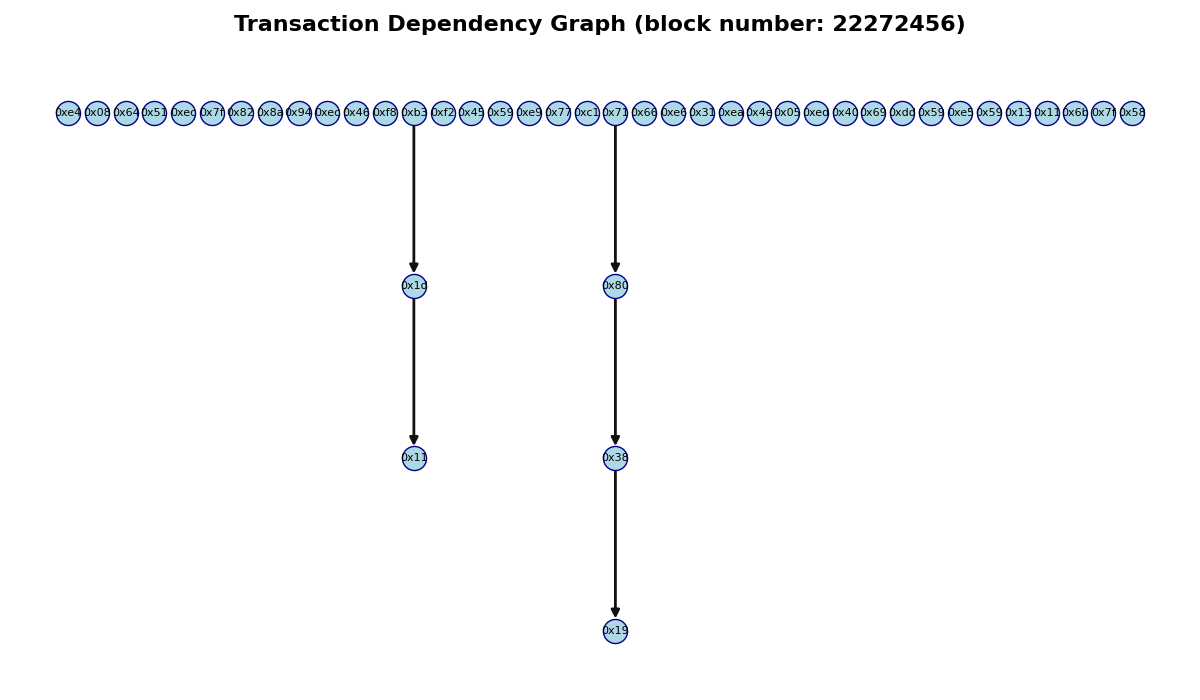 Transaction Dependency Graph (block number: 22272456)
0xe4 0x08 0x64 0x51 0xec 0x7f 0x82 0x8a 0x94 0xec 0x46 0xf8 0xb3 0xf2 0x45 0x59 0xe9 0x77 0xc1 0x71 0x66 0xe6 0x31 0xea 0x4e 0x05 0xed 0x40 0x69 0xdd 0x59 0xe5 0x59 0x13 0x11 0x6b 0x7f 0x58
0x1d 0x80
0x11 0x38
0x19